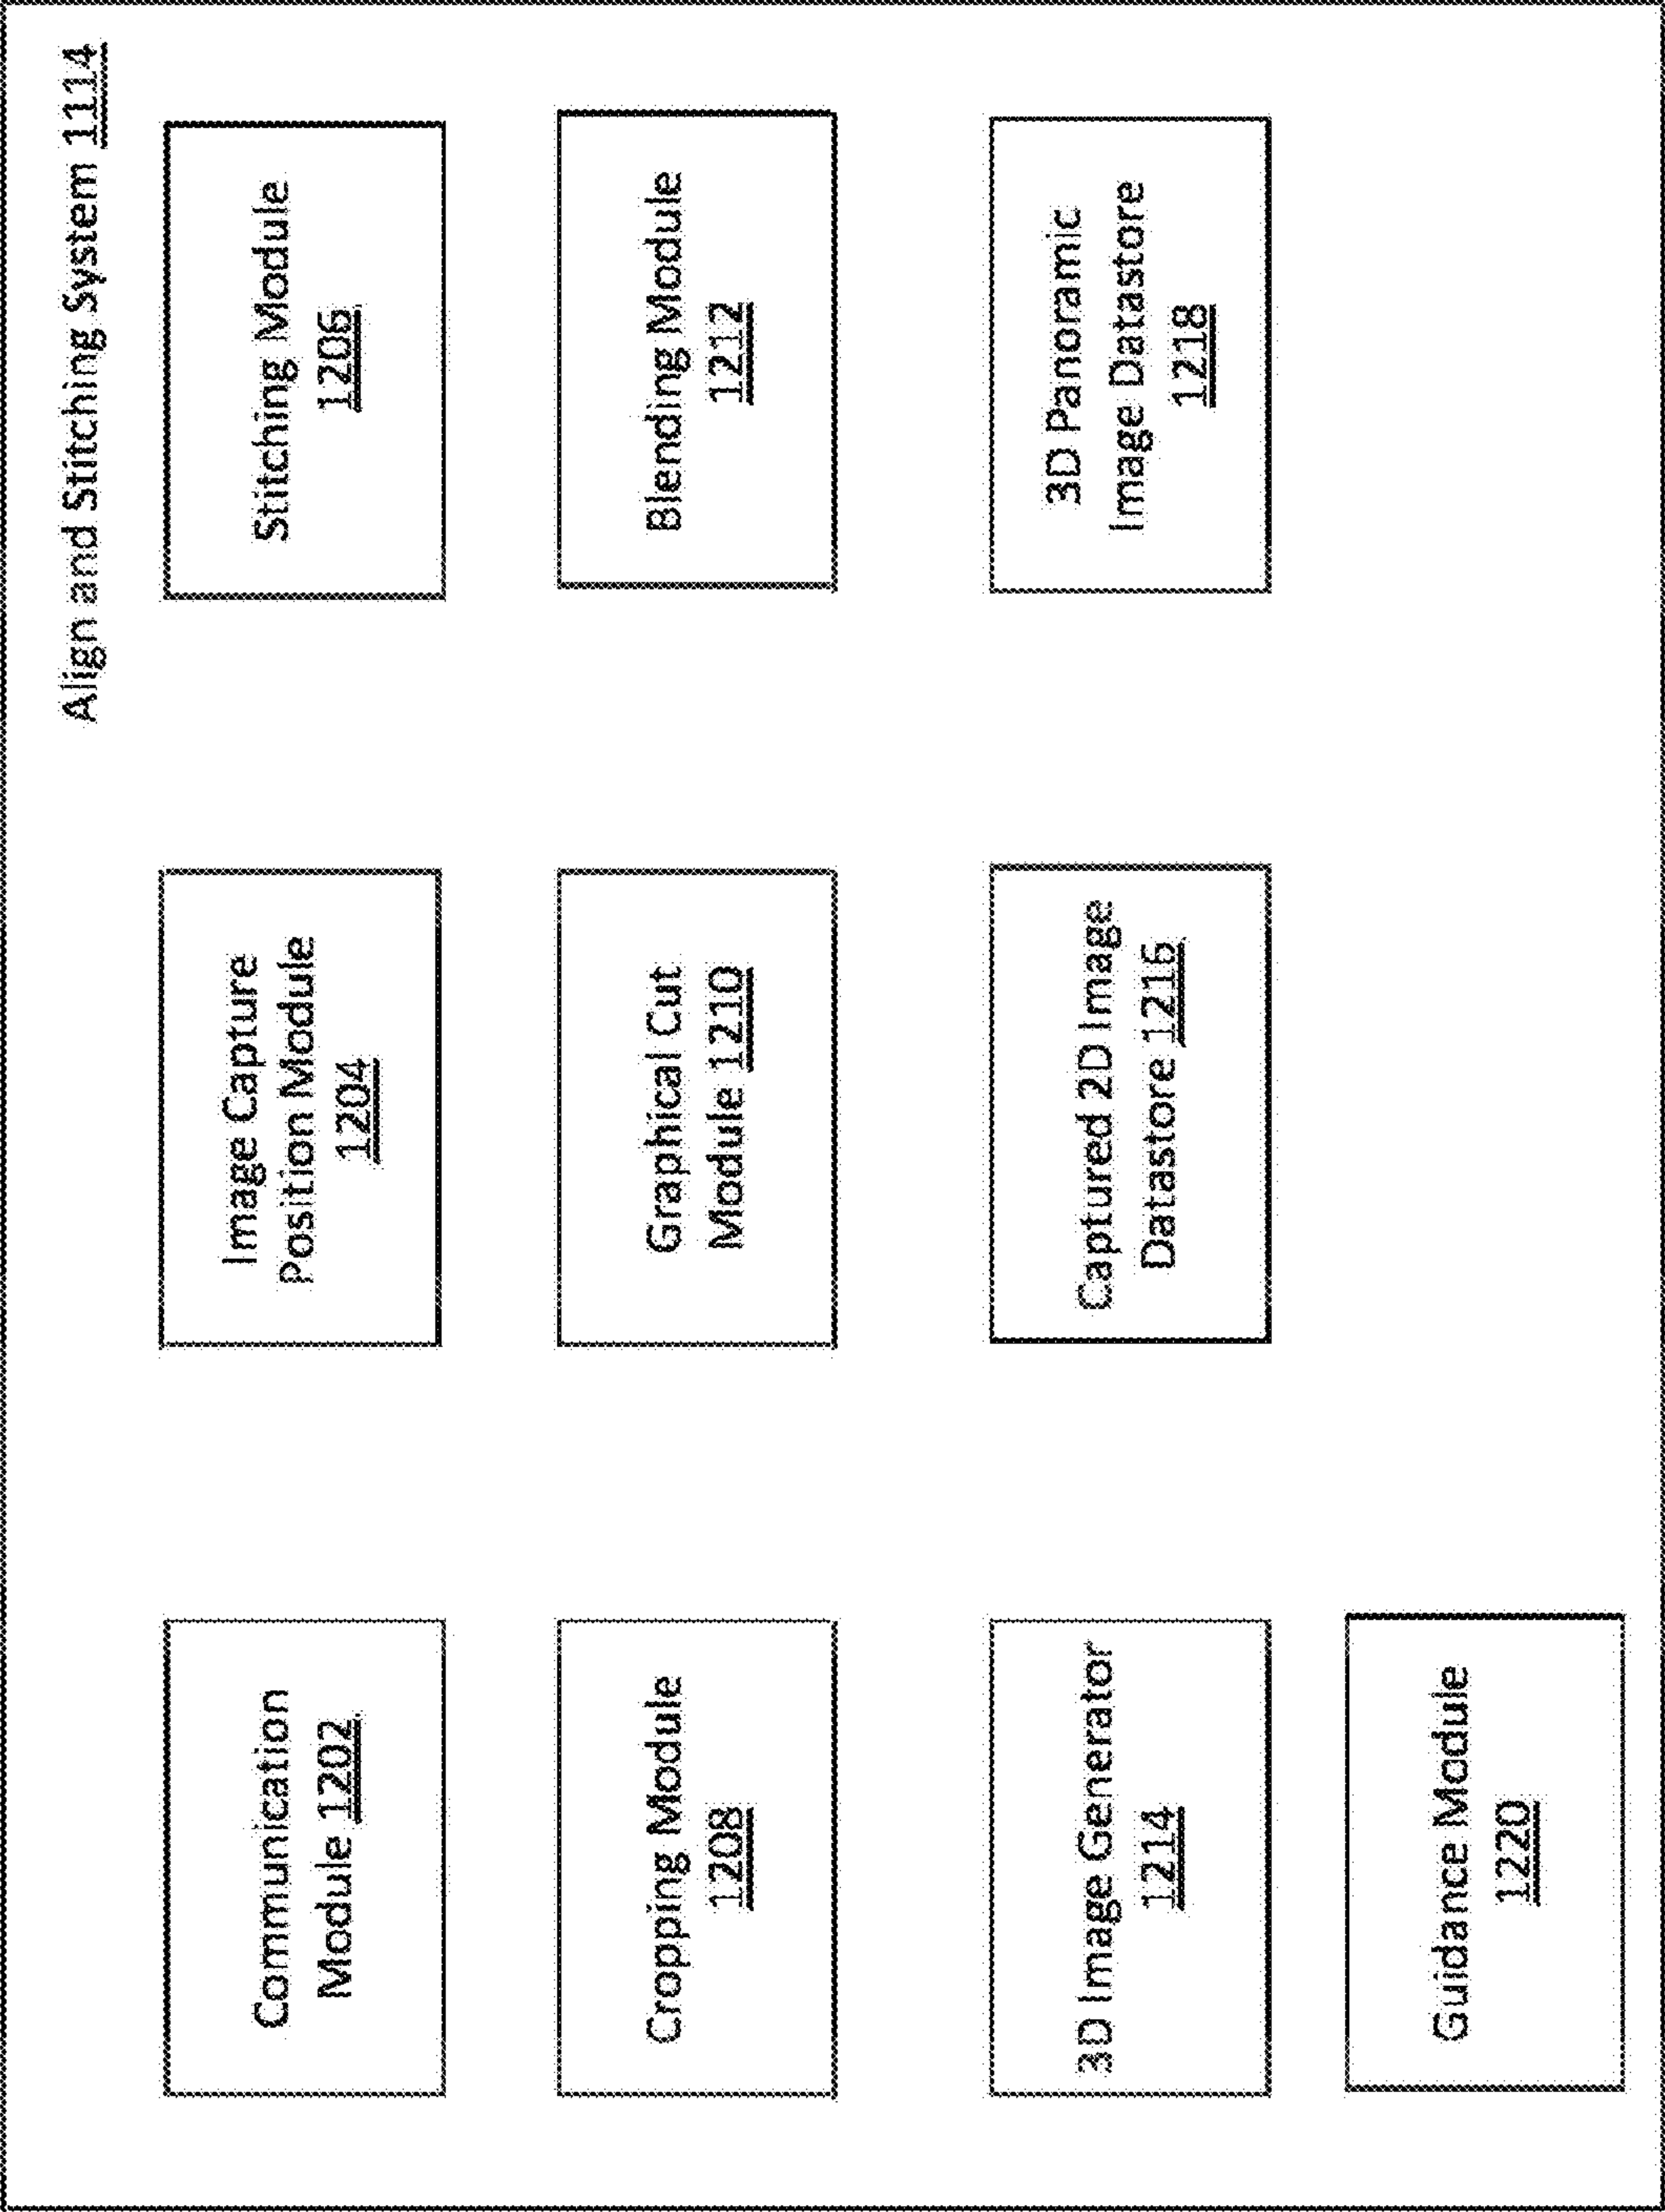 Align and Stitching System 1114
Communication
Module 1202
Image Capture
Position Module
1204
Stitching Module
1206
Cropping Module
1208
Graphical Cut
Module 1210
Blending Module
1212
3D Image Generator
1214
Captured 2D Image
Datastore 1216
3D Panoramic
Image Datastore
1218
Guidance Module
1220